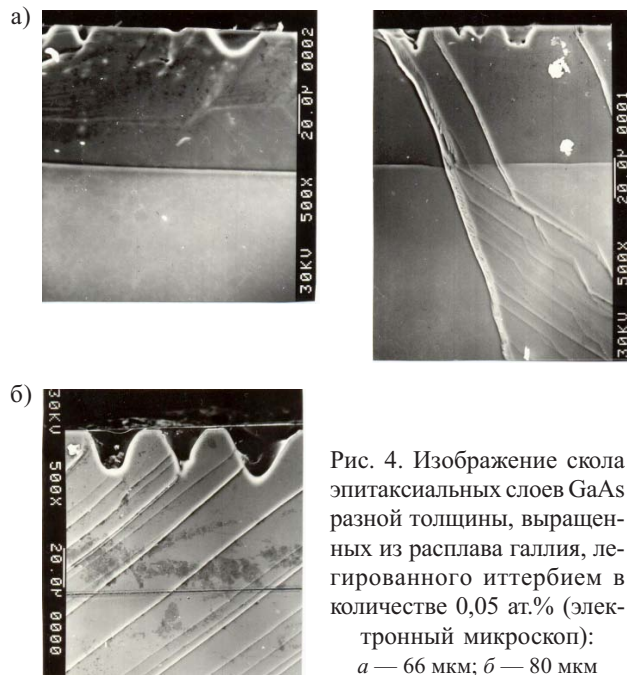 а)
30KV 500X 20.0µ 0002
30KV 500X 20.0µ 0001
б)
30KV 500X 20.0µ 0000
Рис. 4. Изображение скола
эпитаксиальных слоев GaAs
разной толщины, выращен-
ных из расплава галлия, ле-
гированного иттербием в
количестве 0,05 ат.% (элек-
тронный микроскоп):
а — 66 мкм; б — 80 мкм